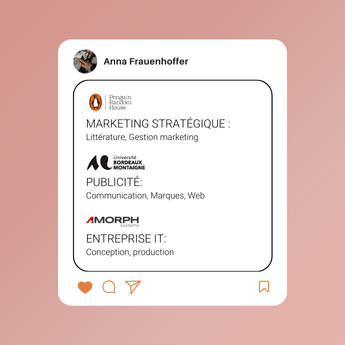 Anna Frauenhoffer
Penguin
Random
House
MARKETING STRATÉGIQUE :
Littérature, Gestion marketing
Université
BORDEAUX
MONTAIGNE
PUBLICITÉ:
Communication, Marques, Web
AMORPH
systems
ENTREPRISE IT:
Conception, production